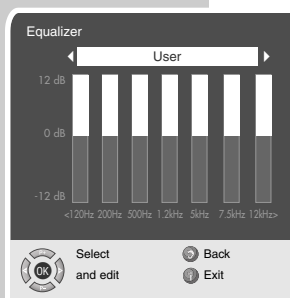 Equalizer
User
12 dB
0 dB
-12 dB
<120Hz 200Hz 500Hz 1.2kHz 5kHz 7.5kHz 12kHz>
Select Back
OK and edit Exit